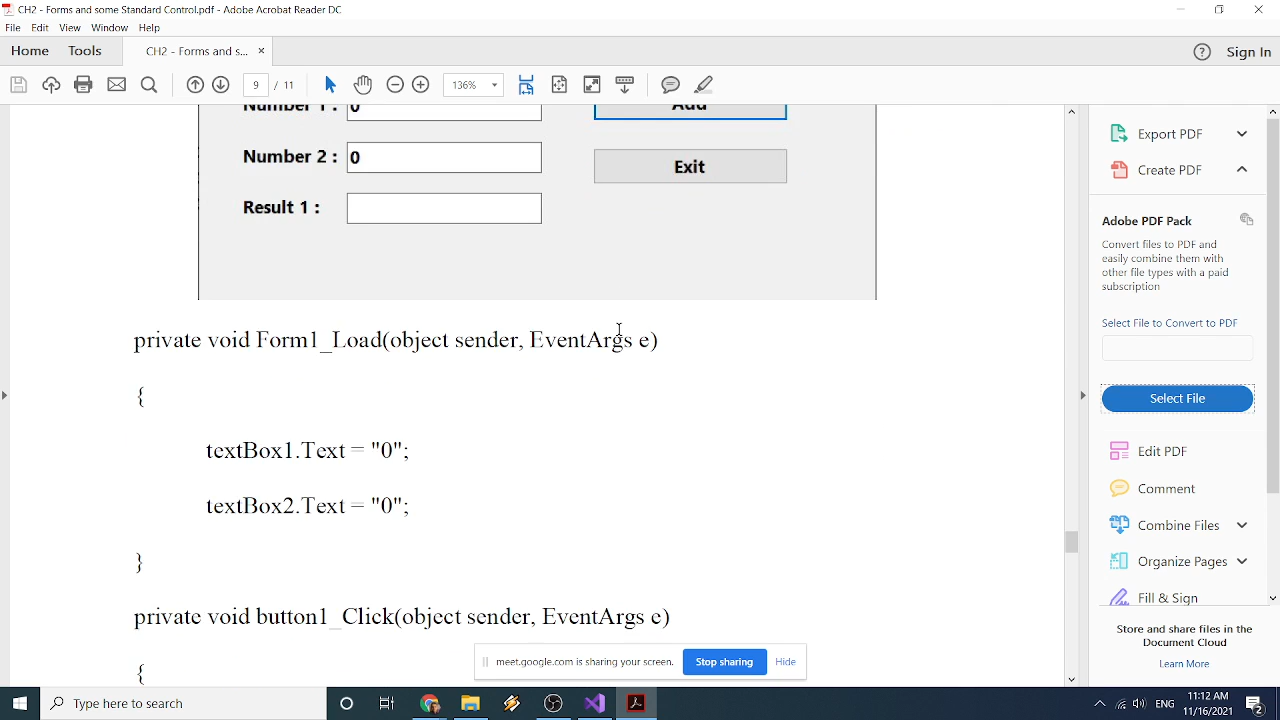 CH2 - Forms and some Standard Control.pdf - Adobe Acrobat Reader DC
File Edit View Window Help
Home Tools CH2 - Forms and s... × Sign In
9 / 11 136%
Number 1 : 0 Add
Number 2 : 0 Exit
Result 1 :
private void Form1_Load(object sender, EventArgs e)
{
textBox1.Text = "0";
textBox2.Text = "0";
}
private void button1_Click(object sender, EventArgs e)
{
Export PDF
Create PDF
Adobe PDF Pack
Convert files to PDF and
easily combine them with
other file types with a paid
subscription
Select File to Convert to PDF
Select File
Edit PDF
Comment
Combine Files
Organize Pages
Fill & Sign
Store and share files in the
Document Cloud
Learn More
meet.google.com is sharing your screen. Stop sharing Hide
Type here to search
ENG 11:12 AM
11/16/2021 2